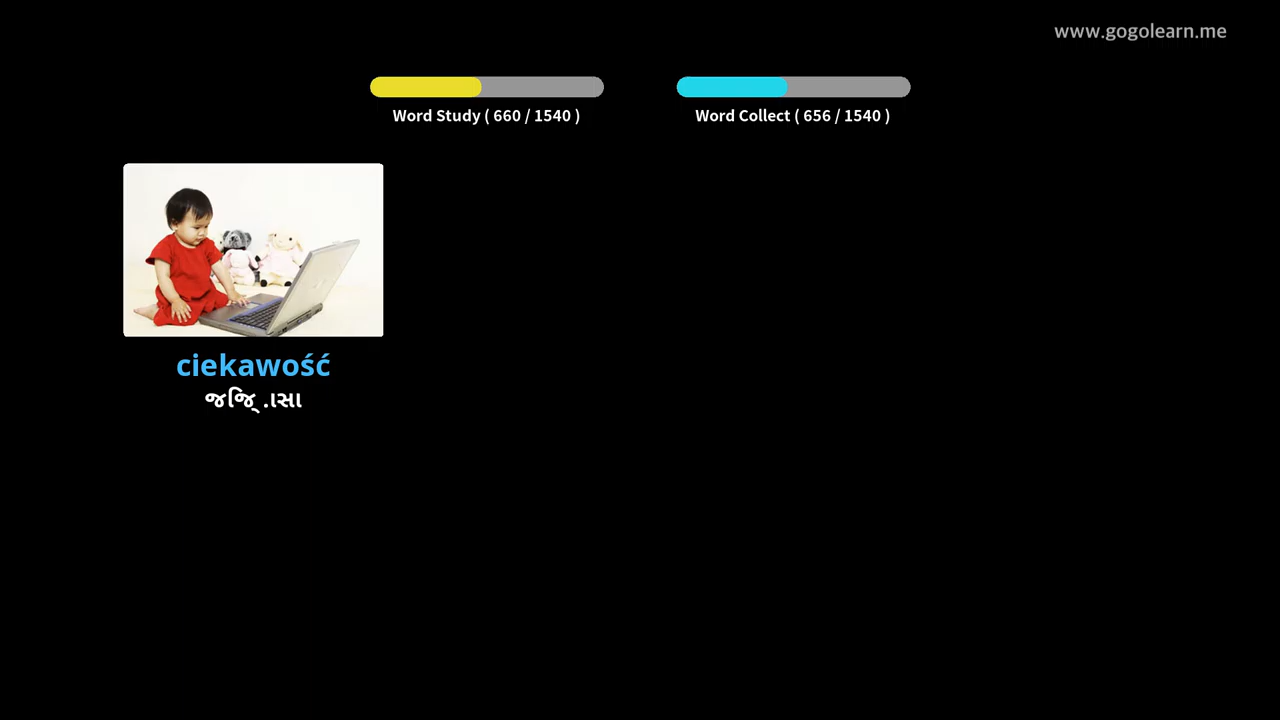 www.gogolearn.me
Word Study ( 660 / 1540 )
Word Collect ( 656 / 1540 )
ciekawość
જિજ્ .ાસા